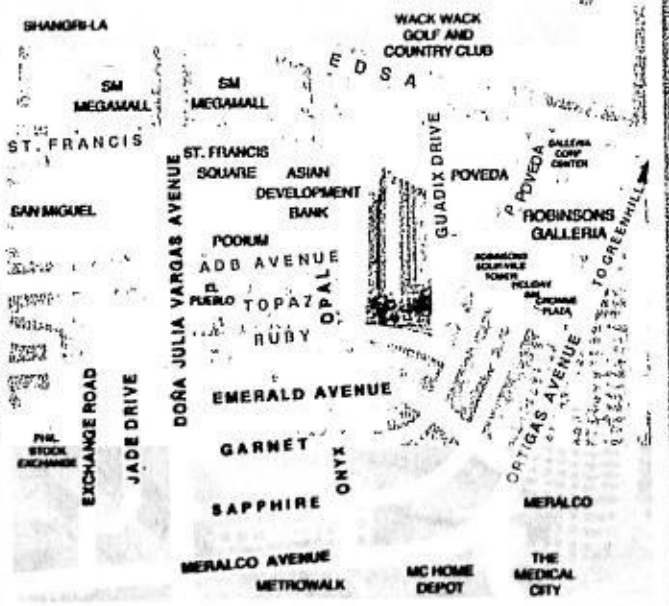 SHANGRI-LA
WACK WACK
GOLF AND
COUNTRY CLUB
EDSA
SM
MEGAMALL
SM
MEGAMALL
ST. FRANCIS
ST. FRANCIS
SQUARE
ASIAN
DEVELOPMENT
BANK
GUADIX DRIVE
POVEDA
P. POVEDA
GALLERIA
CORP
CENTER
SAN MIGUEL
DOÑA JULIA VARGAS AVENUE
ROBINSONS
GALLERIA
TO GREENHILL
PODIUM
ADB AVENUE
EL
PUEBLO
TOPAZ
OPAL
RUBY
ROBINSONS
TOWER
HOLIDAY
INN
CROWNE
PLAZA
ORTIGAS AVENUE
EMERALD AVENUE
EXCHANGE ROAD
JADE DRIVE
PHIL
STOCK
EXCHANGE
GARNET
ONYX
SAPPHIRE
MERALCO
MERALCO AVENUE
METROWALK
MC HOME
DEPOT
THE
MEDICAL
CITY